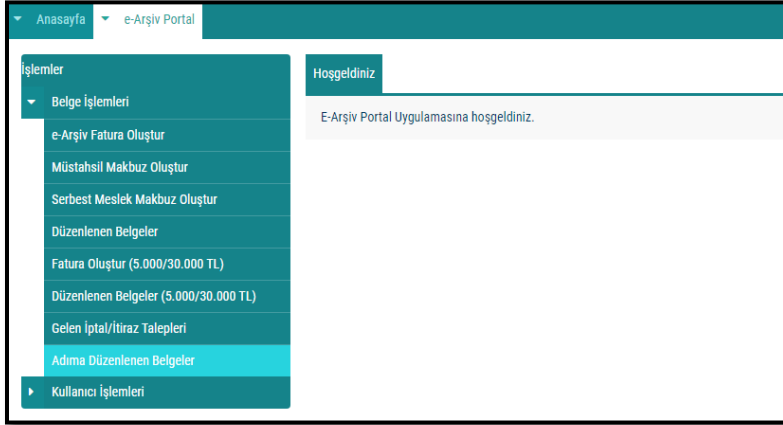 Anasayfa
e-Arşiv Portal
İşlemler
Belge İşlemleri
e-Arşiv Fatura Oluştur
Müstahsil Makbuz Oluştur
Serbest Meslek Makbuz Oluştur
Düzenlenen Belgeler
Fatura Oluştur (5.000/30.000 TL)
Düzenlenen Belgeler (5.000/30.000 TL)
Gelen İptal/İtiraz Talepleri
Adıma Düzenlenen Belgeler
Kullanıcı İşlemleri
Hoşgeldiniz
E-Arşiv Portal Uygulamasına hoşgeldiniz.